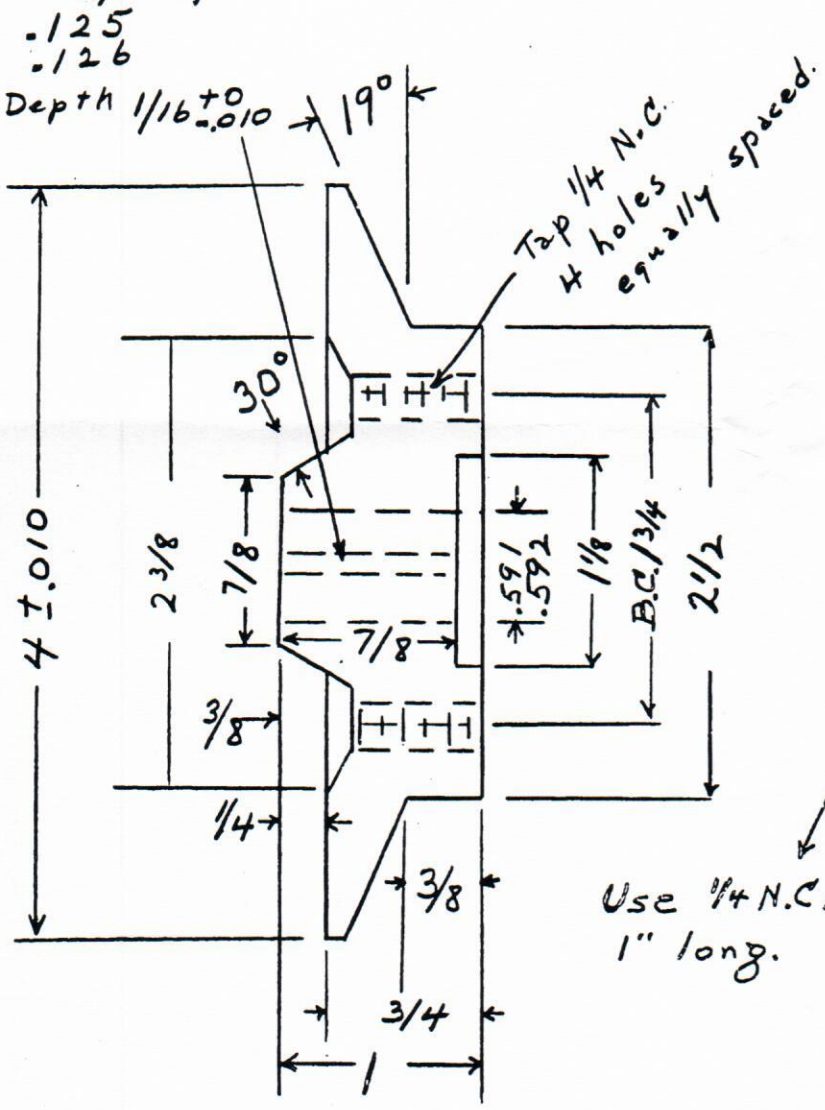 .125
.126
Depth 1/16 +0 -.010
19°
Tap 1/4 N.C.
4 holes
equally spaced.
30°
4 ±.010
2 3/8
7/8
7/8
.591
.592
1 1/8
B.C. 1 3/4
2 1/2
3/8
1/4
3/8
Use 1/4 N.C.
1" long.
3/4
1